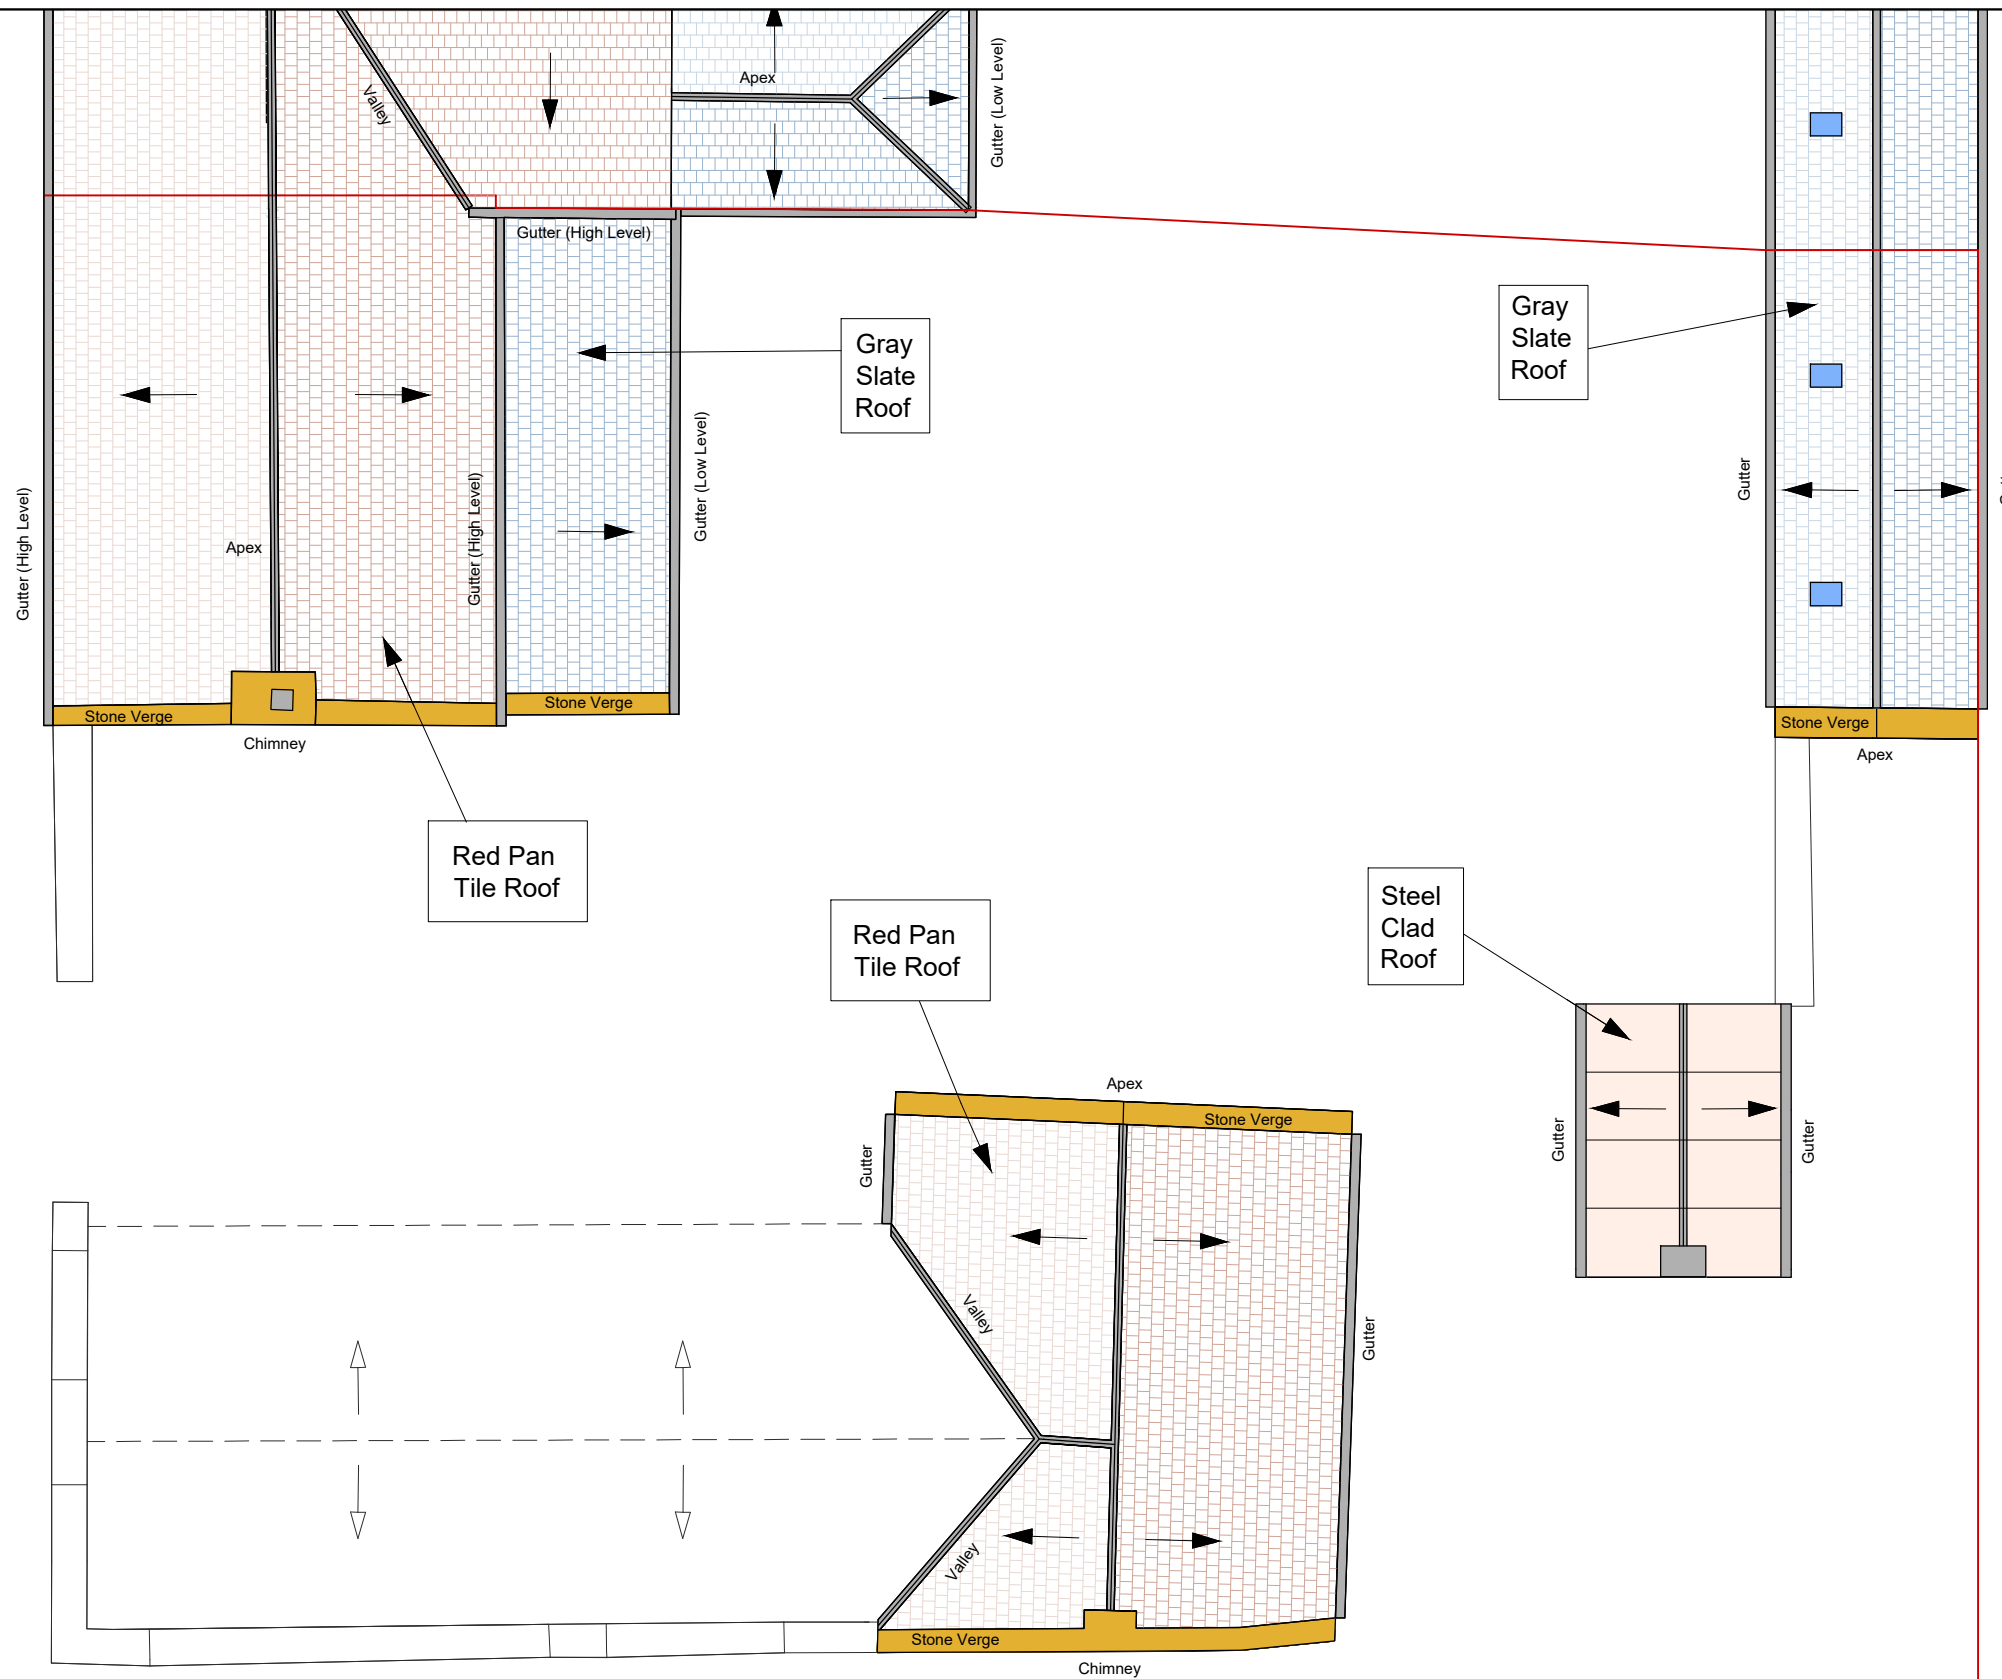 Apex
Valley
Gutter (Low Level)
Gutter (High Level)
Gray
Slate
Roof
Gray
Slate
Roof
Gutter (High Level)
Apex
Gutter (High Level)
Gutter (Low Level)
Gutter
Stone Verge
Stone Verge
Chimney
Stone Verge
Apex
Red Pan
Tile Roof
Red Pan
Tile Roof
Steel
Clad
Roof
Apex
Stone Verge
Gutter
Gutter
Gutter
Valley
Gutter
Valley
Stone Verge
Chimney